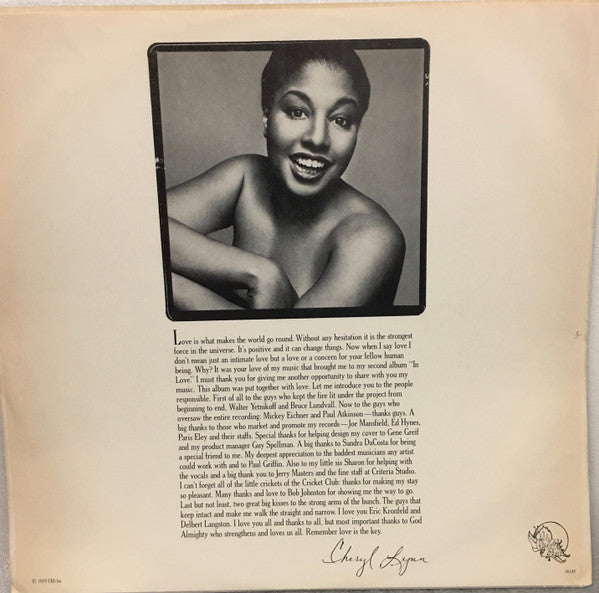 Love is what makes the world go round. Without any hesitation it is the strongest
force in the universe. It's positive and it can change things. Now when I say love I
don't mean just an intimate love but a love or a concern for your fellow human
being. Why? It was your love of my music that brought me to my second album "In
Love." I must thank you for giving me another opportunity to share with you my
music. This album was put together with love. Let me introduce you to the people
responsible. First of all to the guys who kept the fire lit under the project from
beginning to end, Walter Yetnikoff and Bruce Lundvall. Now to the guys who
oversaw the entire recording: Mickey Eichner and Paul Atkinson—thanks guys. A
big thanks to those who market and promote my records—Joe Mansfield, Ed Hynes,
Paris Eley and their staffs. Special thanks for helping design my cover to Gene Greif
and my product manager Guy Spellman. A big thanks to Sandra DaCosta for being
a special friend to me. My deepest appreciation to the baddest musicians any artist
could work with and to Paul Griffin. Also to my little sis Sharon for helping with
the vocals and a big thank you to Jerry Masters and the fine staff at Criteria Studio.
I can't forget all of the little crickets of the Cricket Club: thanks for making my stay
so pleasant. Many thanks and love to Bob Johnston for showing me the way to go.
Last but not least, two great big kisses to the strong arms of the bunch. The guys that
keep intact and make me walk the straight and narrow. I love you Eric Kronfeld and
Delbert Langston. I love you all and thanks to all, but most important thanks to God
Almighty who strengthens and loves us all. Remember love is the key.
Cheryl Lynn
© 1979 CBS Inc.
36145